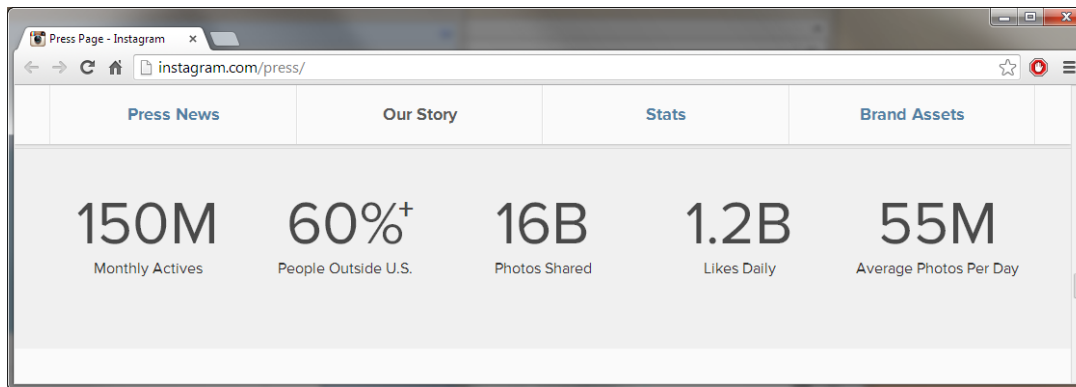 Press Page - Instagram
instagram.com/press/
Press News Our Story Stats Brand Assets
150M 60%+ 16B 1.2B 55M
Monthly Actives People Outside U.S. Photos Shared Likes Daily Average Photos Per Day